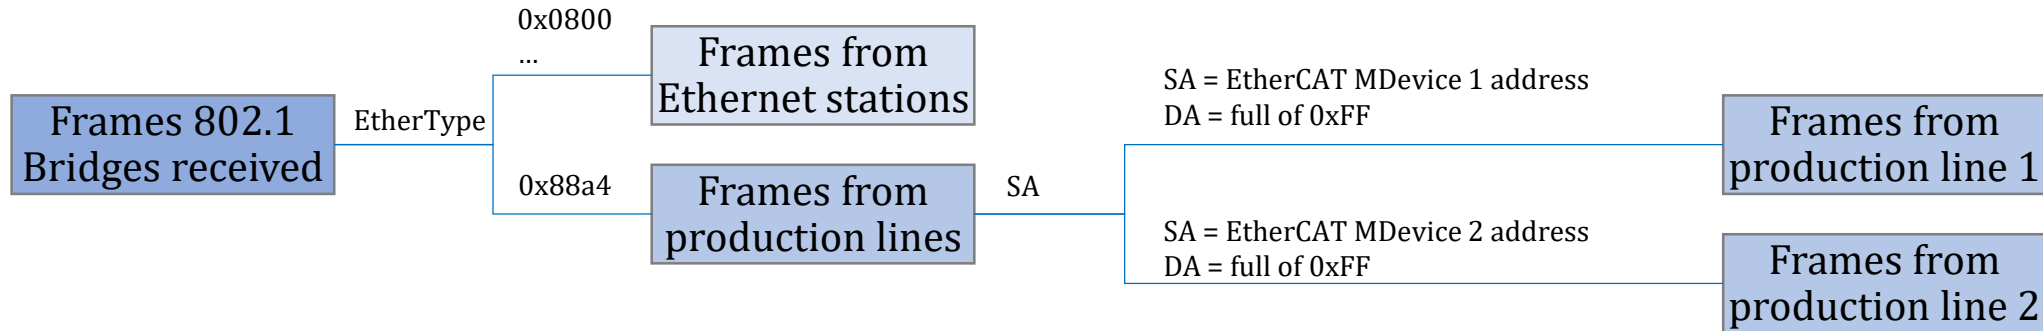 Frames 802.1
Bridges received
EtherType
0x0800
...
Frames from
Ethernet stations
0x88a4
Frames from
production lines
SA
SA = EtherCAT MDevice 1 address
DA = full of 0xFF
Frames from
production line 1
SA = EtherCAT MDevice 2 address
DA = full of 0xFF
Frames from
production line 2